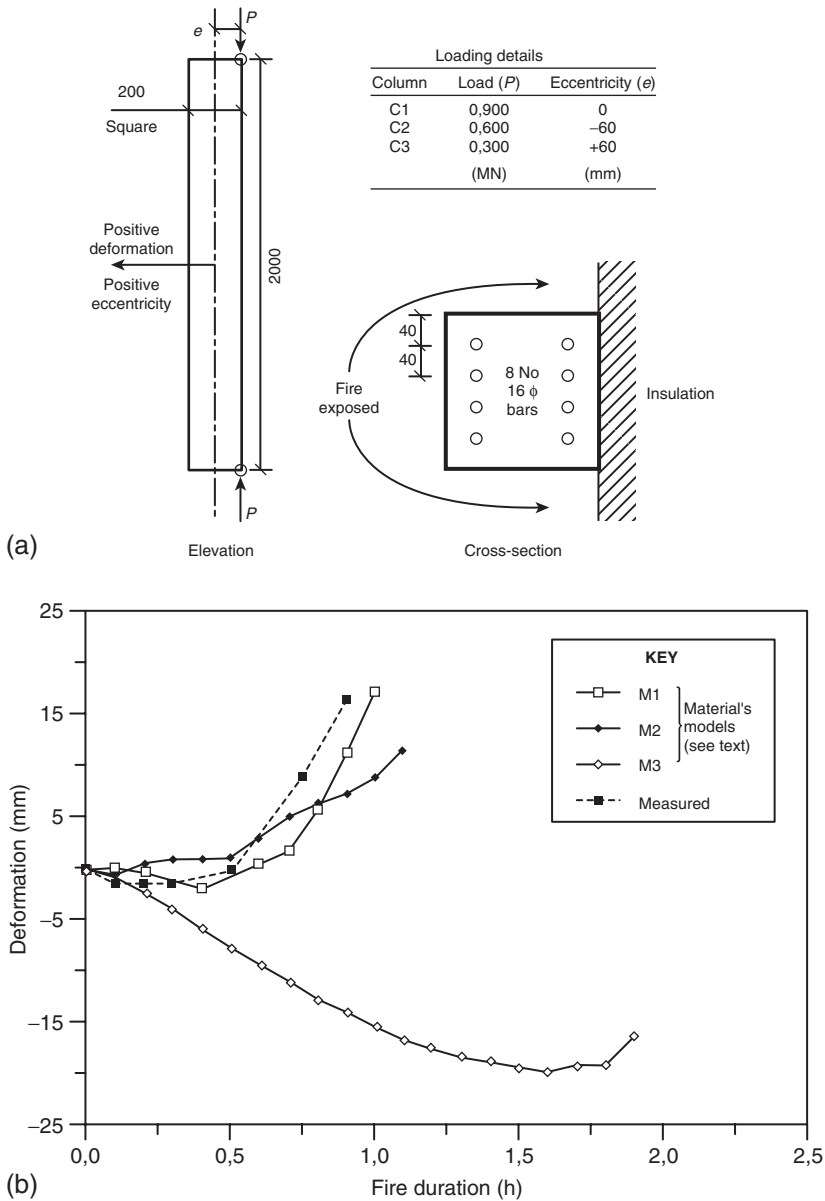 P
e
200
Square
Positive
deformation
Positive
eccentricity
2000
P
Elevation
Loading details
Column Load (P) Eccentricity (e)
C1 0,900 0
C2 0,600 –60
C3 0,300 +60
(MN) (mm)
40
40
8 No
16 ϕ
bars
Fire
exposed
Insulation
Cross-section
(a)
25
15
5
–5
–15
–25
Deformation (mm)
KEY
M1
M2
M3
Material's
models
(see text)
Measured
0,0 0,5 1,0 1,5 2,0 2,5
Fire duration (h)
(b)